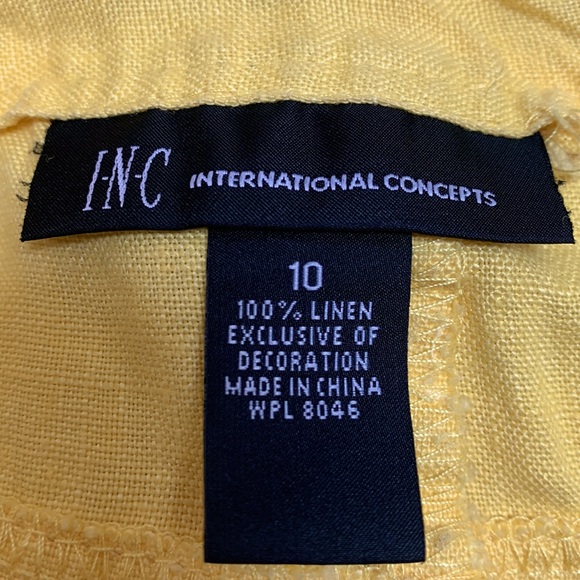 I·N·C INTERNATIONAL CONCEPTS
10
100% LINEN
EXCLUSIVE OF
DECORATION
MADE IN CHINA
WPL 8046